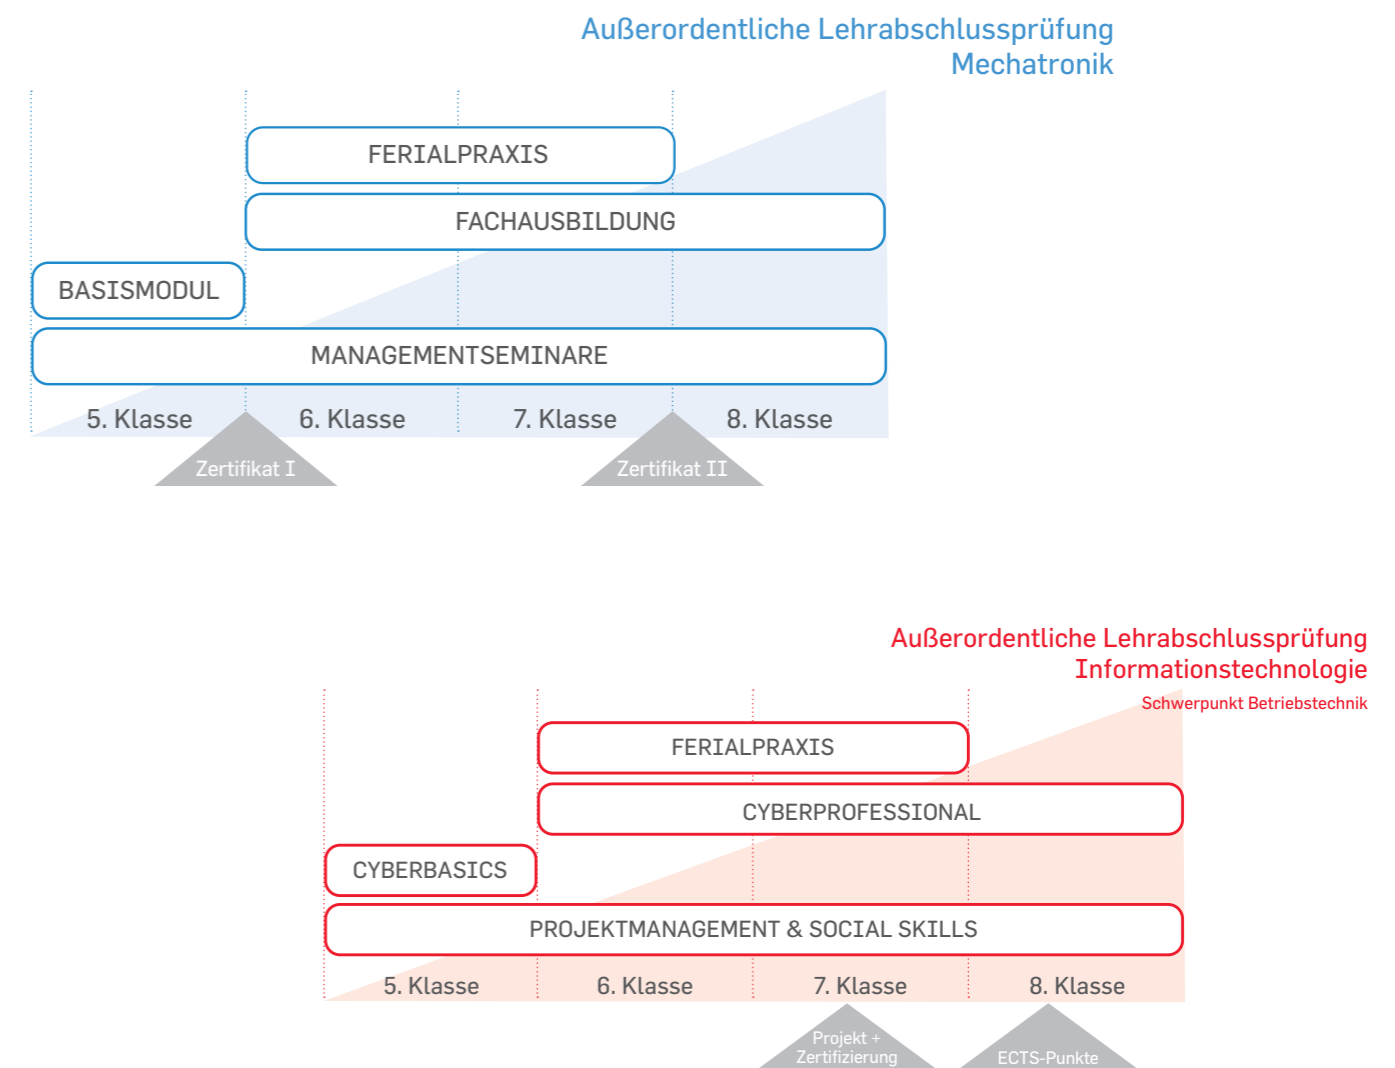 Außerordentliche Lehrabschlussprüfung
Mechatronik
FERIALPRAXIS
FACHAUSBILDUNG
BASISMODUL
MANAGEMENTSEMINARE
5. Klasse
6. Klasse
7. Klasse
8. Klasse
Zertifikat I
Zertifikat II
Außerordentliche Lehrabschlussprüfung
Informationstechnologie
Schwerpunkt Betriebstechnik
FERIALPRAXIS
CYBERPROFESSIONAL
CYBERBASICS
PROJEKTMANAGEMENT & SOCIAL SKILLS
5. Klasse
6. Klasse
7. Klasse
8. Klasse
Projekt +
Zertifizierung
ECTS-Punkte